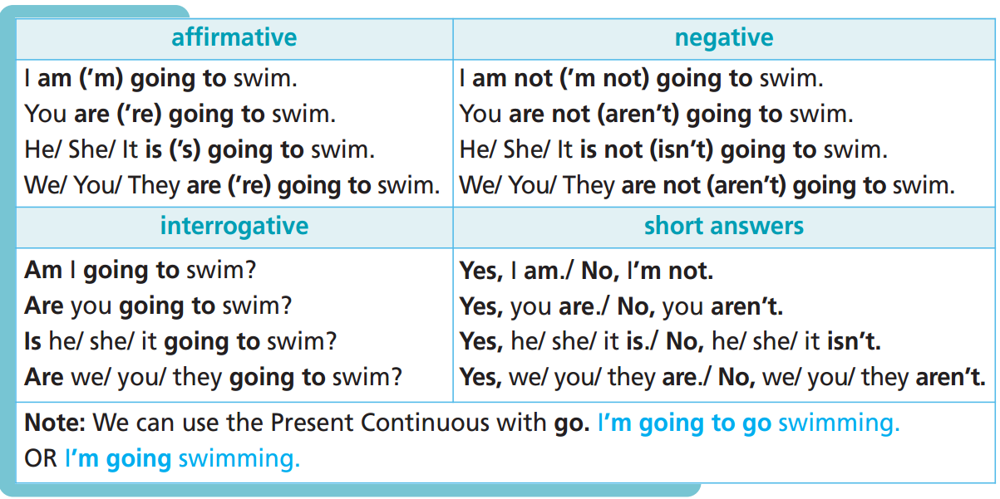 affirmative
negative
I am (’m) going to swim.
You are (’re) going to swim.
He/ She/ It is (’s) going to swim.
We/ You/ They are (’re) going to swim.
I am not (’m not) going to swim.
You are not (aren’t) going to swim.
He/ She/ It is not (isn’t) going to swim.
We/ You/ They are not (aren’t) going to swim.
interrogative
short answers
Am I going to swim?
Are you going to swim?
Is he/ she/ it going to swim?
Are we/ you/ they going to swim?
Yes, I am./ No, I’m not.
Yes, you are./ No, you aren’t.
Yes, he/ she/ it is./ No, he/ she/ it isn’t.
Yes, we/ you/ they are./ No, we/ you/ they aren’t.
Note: We can use the Present Continuous with go. I’m going to go swimming.
OR I’m going swimming.